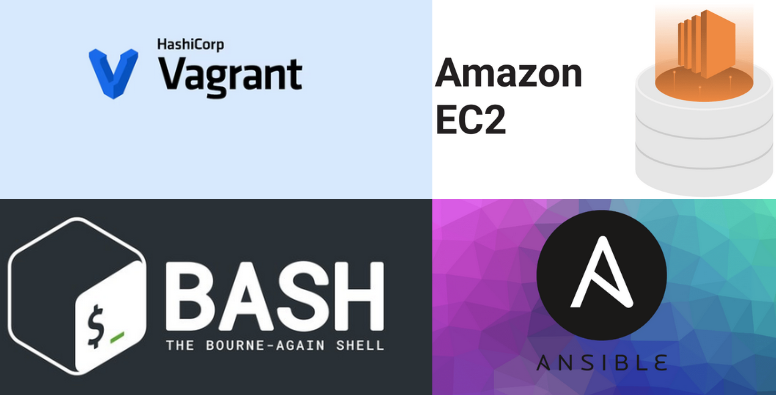 HashiCorp
Vagrant
Amazon
EC2
$_
BASH
THE BOURNE-AGAIN SHELL
ANSIBLE